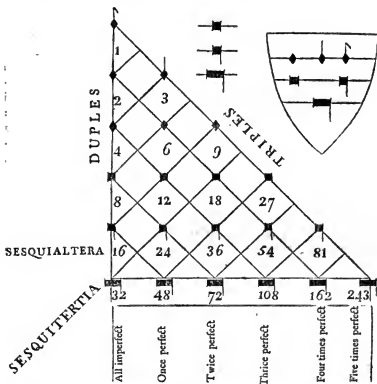 1
2 3
DUPLES
TRIPLES
4 6 9
8 12 18 27
SESQUIALTERA 16 24 36 54 81
SESQUITERTIA
32 48 72 108 162 243
All imperfect
Once perfect
Twice perfect
Thrice perfect
Four times perfect
Five times perfect